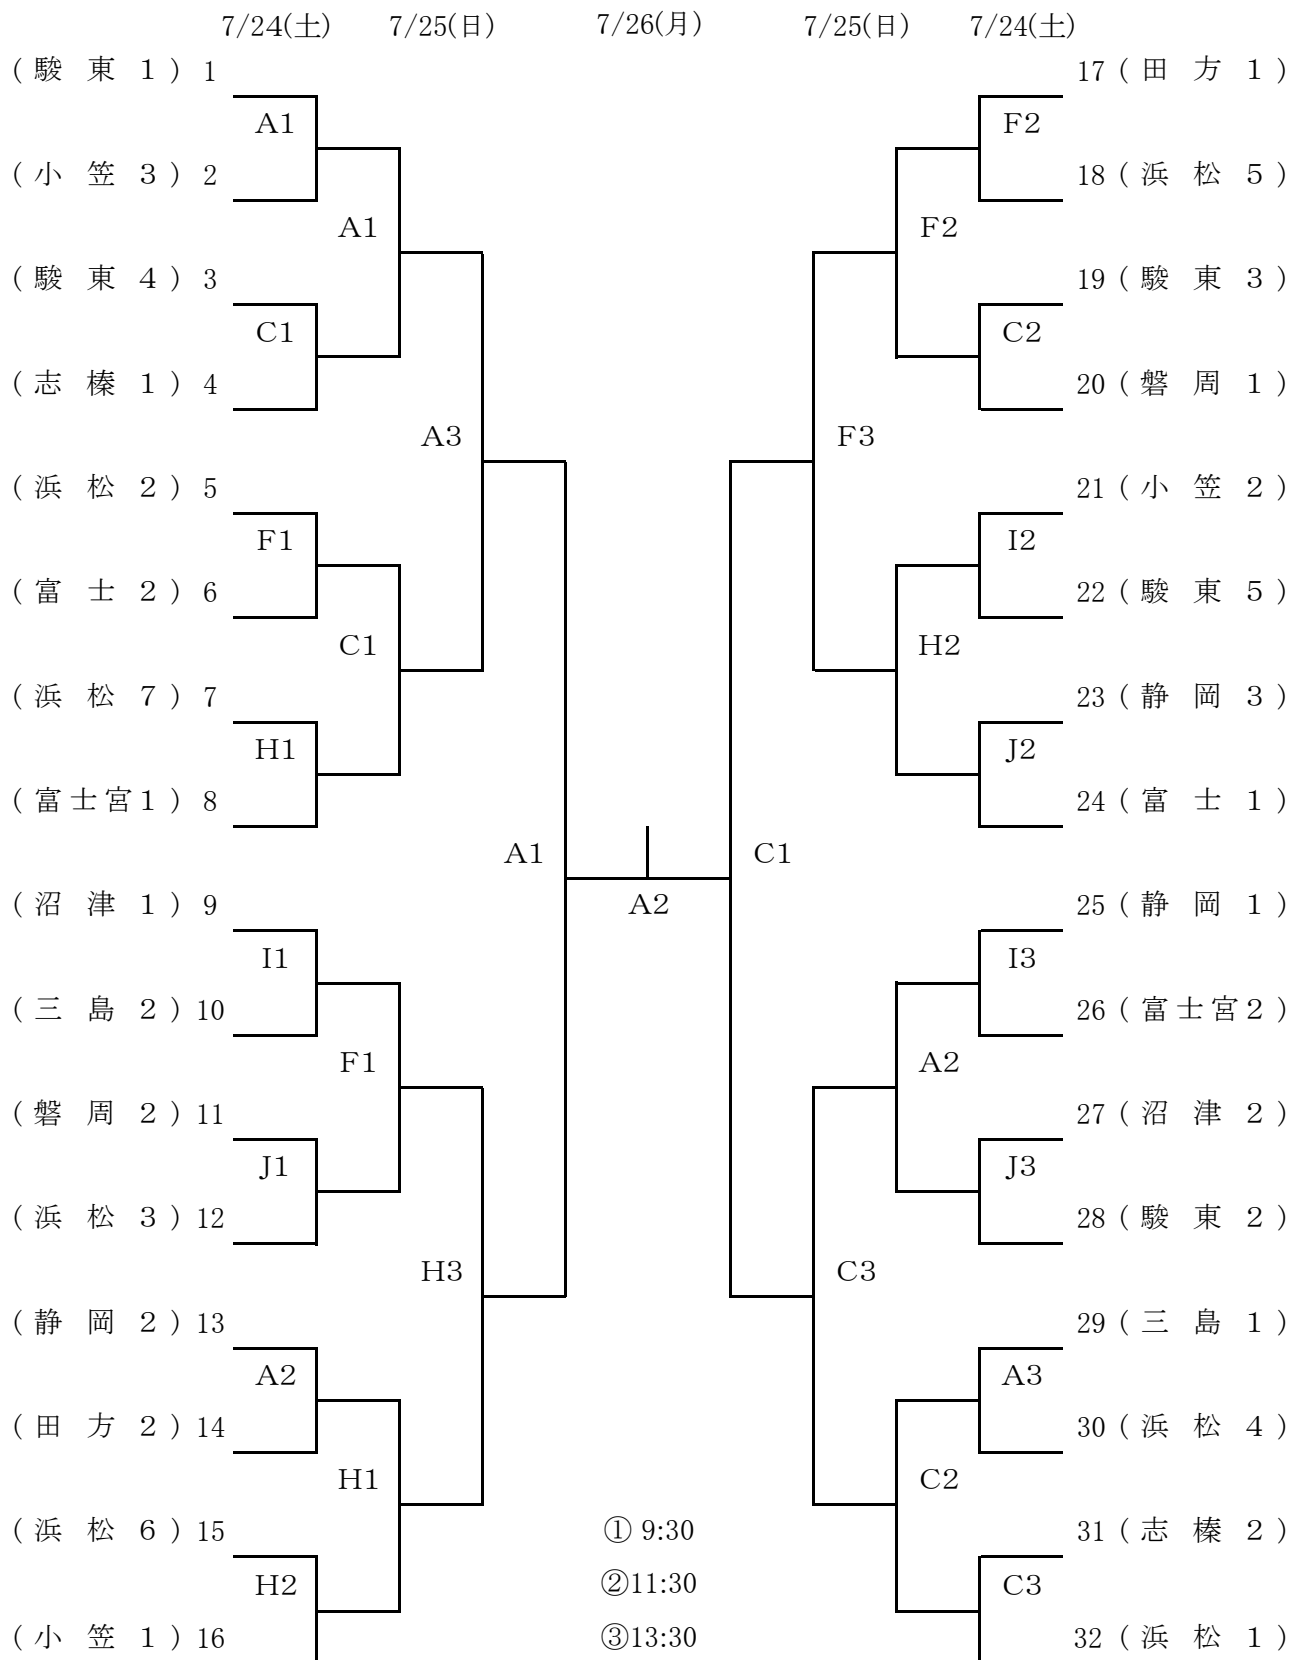 7/24(土) 7/25(日) 7/26(月) 7/25(日) 7/24(土)
(駿東1) 1 17 (田方1)
A1 F2
(小笠3) 2 18 (浜松5)
A1 F2
(駿東4) 3 19 (駿東3)
C1 C2
(志榛1) 4 20 (磐周1)
A3 F3
(浜松2) 5 21 (小笠2)
F1 I2
(富士2) 6 22 (駿東5)
C1 H2
(浜松7) 7 23 (静岡3)
H1 J2
(富士宮1) 8 24 (富士1)
A1 C1
(沼津1) 9 A2 25 (静岡1)
I1 I3
(三島2) 10 26 (富士宮2)
F1 A2
(磐周2) 11 27 (沼津2)
J1 J3
(浜松3) 12 28 (駿東2)
H3 C3
(静岡2) 13 29 (三島1)
A2 A3
(田方2) 14 30 (浜松4)
H1 C2
(浜松6) 15 ① 9:30 31 (志榛2)
H2 ②11:30 C3
(小笠1) 16 ③13:30 32 (浜松1)